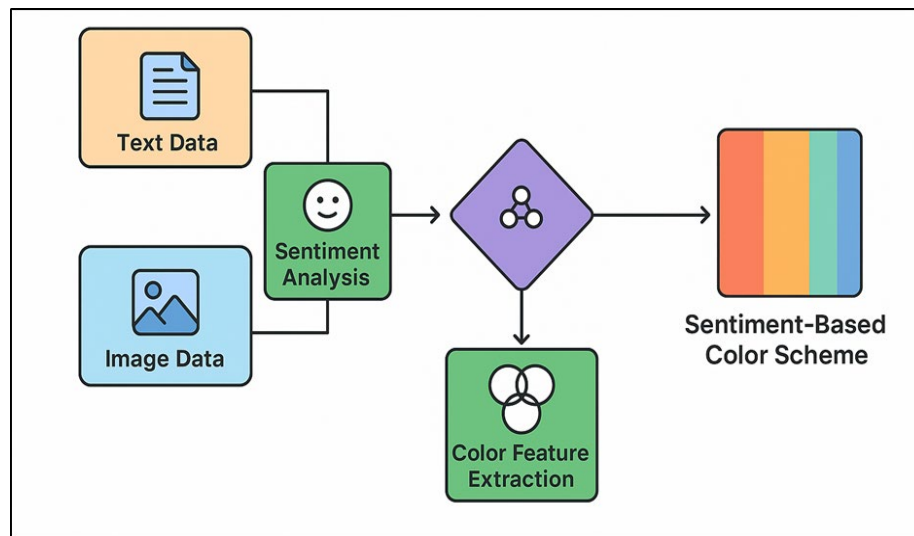 Text Data
Sentiment
Analysis
Image Data
Sentiment-Based
Color Scheme
Color Feature
Extraction